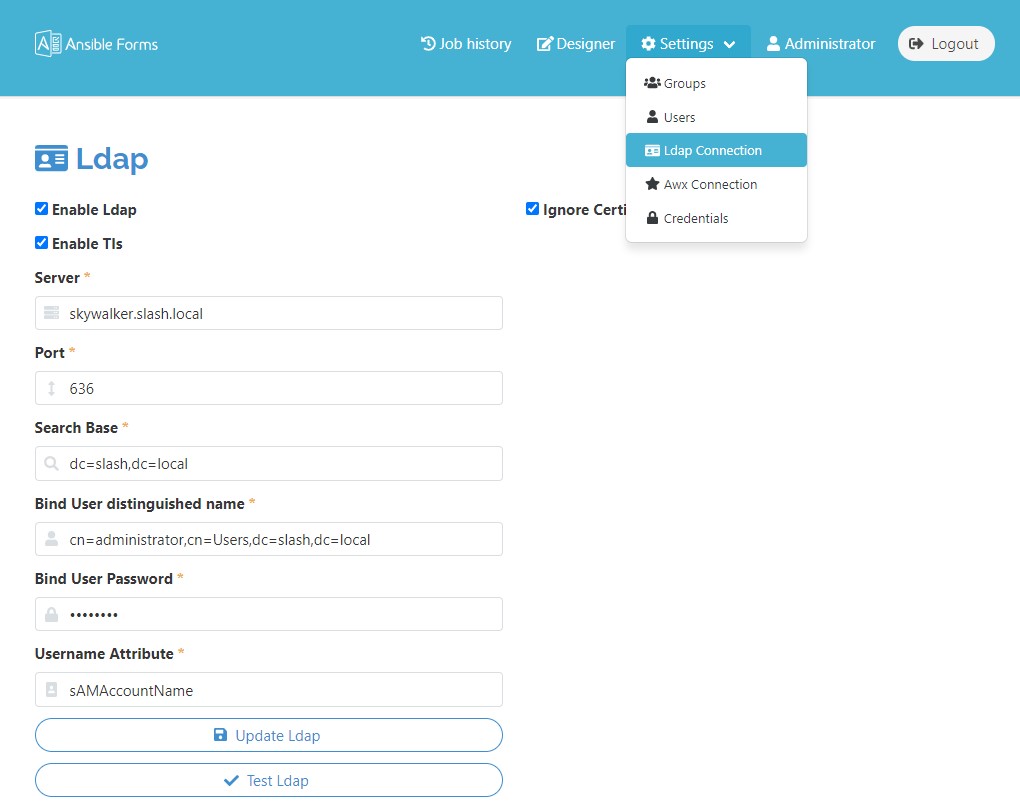 Ansible Forms
Job history
Designer
Settings
Administrator
Logout
Groups
Users
Ldap Connection
Awx Connection
Credentials
Ldap
Enable Ldap
Ignore Certi
Enable Tls
Server *
skywalker.slash.local
Port *
636
Search Base *
dc=slash,dc=local
Bind User distinguished name *
cn=administrator,cn=Users,dc=slash,dc=local
Bind User Password *
••••••••
Username Attribute *
sAMAccountName
Update Ldap
Test Ldap